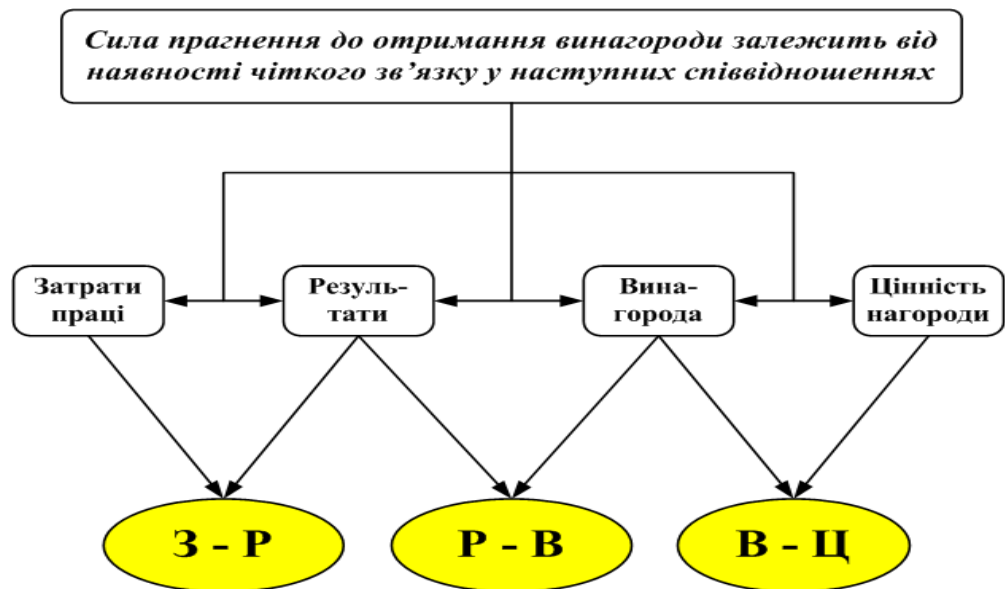 Сила прагнення до отримання винагороди залежить від
наявності чіткого зв’язку у наступних співвідношеннях
Затрати
праці
Резуль-
тати
Вина-
города
Цінність
нагороди
З - Р
Р - В
В - Ц